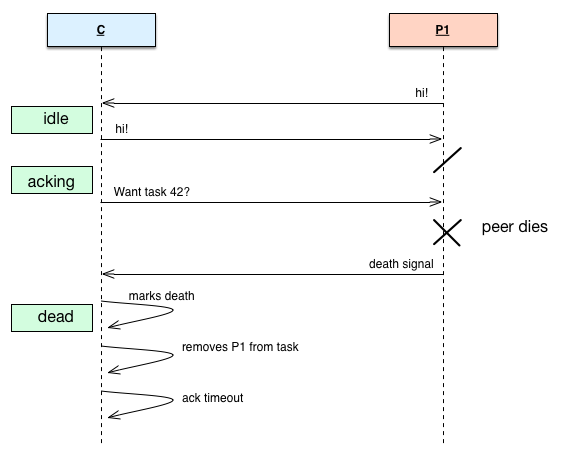 C
P1
hi!
idle
hi!
acking
Want task 42?
peer dies
death signal
marks death
dead
removes P1 from task
ack timeout